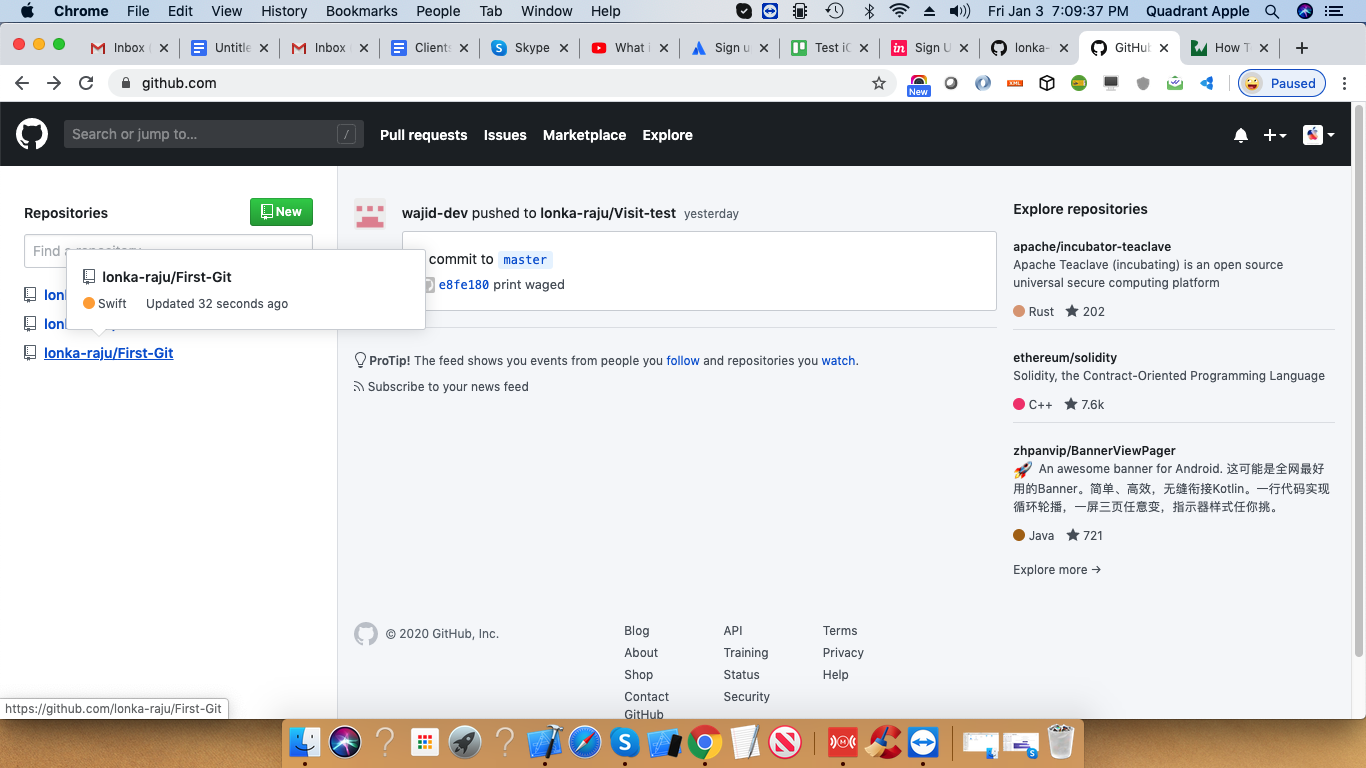 Chrome File Edit View History Bookmarks People Tab Window Help Fri Jan 3 7:09:37 PM Quadrant Apple
Inbox Untitle Inbox Clients Skype What i Sign u Test iO Sign U lonka- GitHub How T
github.com New XML Paused
Search or jump to... / Pull requests Issues Marketplace Explore
Repositories New
Find a repository...
lonka-raju/First-Git
Swift Updated 32 seconds ago
lonka-raju/First-Git
wajid-dev pushed to lonka-raju/Visit-test yesterday
commit to master
e8fe180 print waged
ProTip! The feed shows you events from people you follow and repositories you watch.
Subscribe to your news feed
Explore repositories
apache/incubator-teaclave
Apache Teaclave (incubating) is an open source
universal secure computing platform
Rust 202
ethereum/solidity
Solidity, the Contract-Oriented Programming Language
C++ 7.6k
zhpanvip/BannerViewPager
🚀 An awesome banner for Android. 这可能是全网最好
用的Banner。简单、高效，无缝衔接Kotlin。一行代码实现
循环轮播，一屏三页任意变，指示器样式任你挑。
Java 721
Explore more →
© 2020 GitHub, Inc.
Blog API Terms
About Training Privacy
Shop Status Help
Contact Security
GitHub
https://github.com/lonka-raju/First-Git